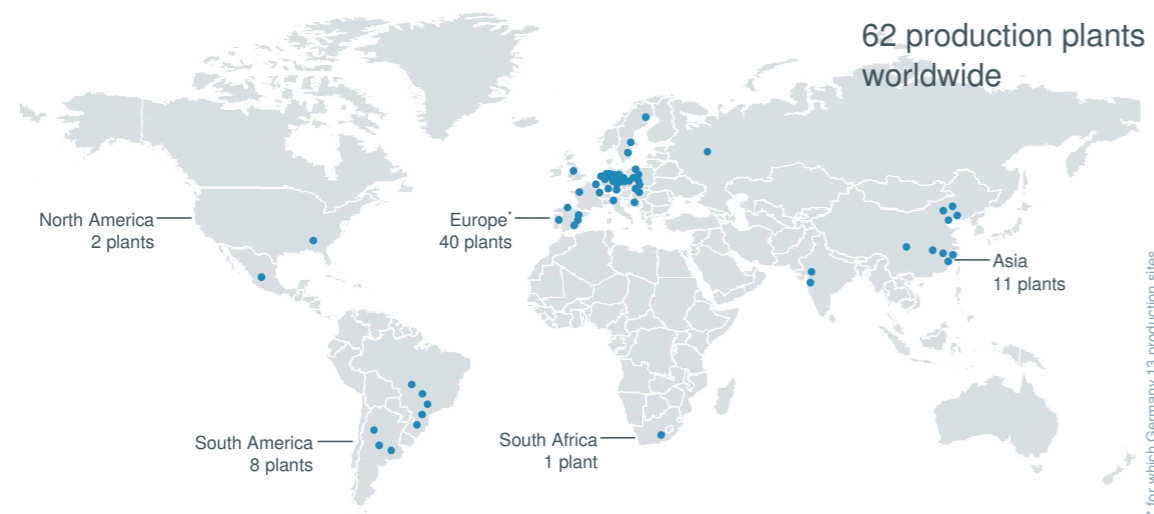 62 production plants
worldwide
North America
2 plants
Europe*
40 plants
Asia
11 plants
South America
8 plants
South Africa
1 plant
* for which Germany 13 production sites